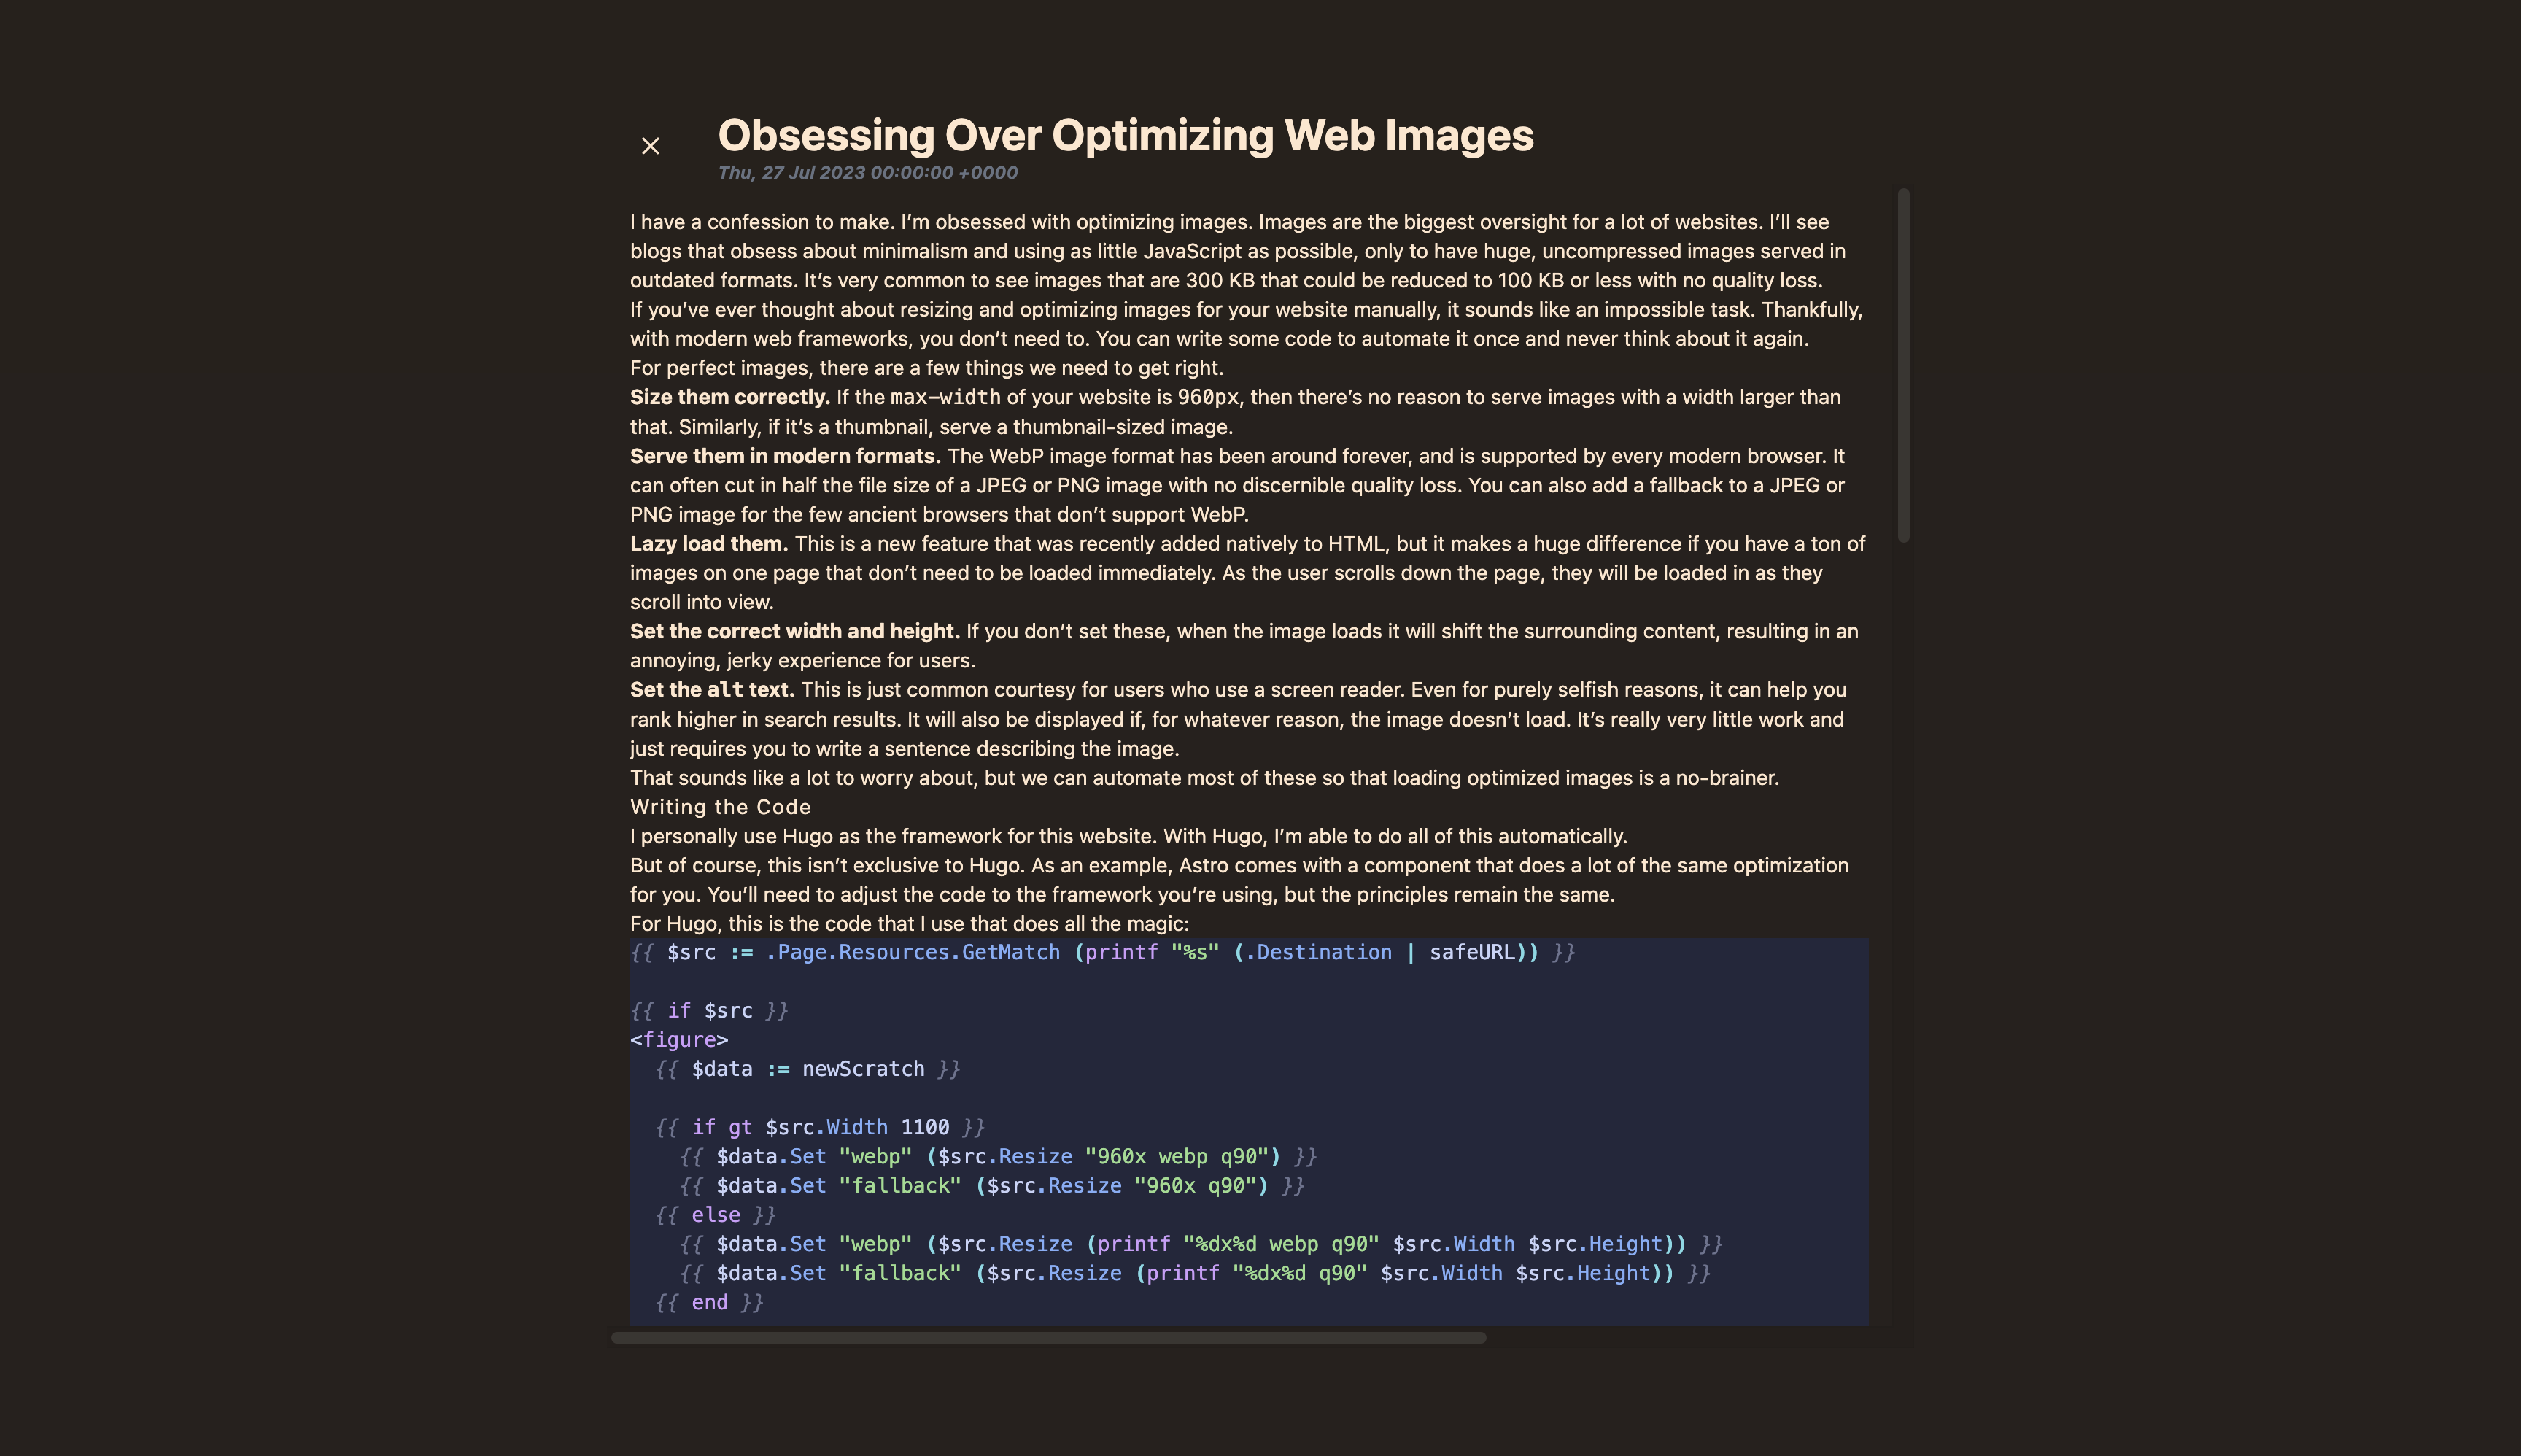 Obsessing Over Optimizing Web Images
Thu, 27 Jul 2023 00:00:00 +0000
I have a confession to make. I’m obsessed with optimizing images. Images are the biggest oversight for a lot of websites. I’ll see
blogs that obsess about minimalism and using as little JavaScript as possible, only to have huge, uncompressed images served in
outdated formats. It’s very common to see images that are 300 KB that could be reduced to 100 KB or less with no quality loss.
If you’ve ever thought about resizing and optimizing images for your website manually, it sounds like an impossible task. Thankfully,
with modern web frameworks, you don’t need to. You can write some code to automate it once and never think about it again.
For perfect images, there are a few things we need to get right.
Size them correctly. If the max-width of your website is 960px, then there’s no reason to serve images with a width larger than
that. Similarly, if it’s a thumbnail, serve a thumbnail-sized image.
Serve them in modern formats. The WebP image format has been around forever, and is supported by every modern browser. It
can often cut in half the file size of a JPEG or PNG image with no discernible quality loss. You can also add a fallback to a JPEG or
PNG image for the few ancient browsers that don’t support WebP.
Lazy load them. This is a new feature that was recently added natively to HTML, but it makes a huge difference if you have a ton of
images on one page that don’t need to be loaded immediately. As the user scrolls down the page, they will be loaded in as they
scroll into view.
Set the correct width and height. If you don’t set these, when the image loads it will shift the surrounding content, resulting in an
annoying, jerky experience for users.
Set the alt text. This is just common courtesy for users who use a screen reader. Even for purely selfish reasons, it can help you
rank higher in search results. It will also be displayed if, for whatever reason, the image doesn’t load. It’s really very little work and
just requires you to write a sentence describing the image.
That sounds like a lot to worry about, but we can automate most of these so that loading optimized images is a no-brainer.
Writing the Code
I personally use Hugo as the framework for this website. With Hugo, I’m able to do all of this automatically.
But of course, this isn’t exclusive to Hugo. As an example, Astro comes with a component that does a lot of the same optimization
for you. You’ll need to adjust the code to the framework you’re using, but the principles remain the same.
For Hugo, this is the code that I use that does all the magic:
{{ $src := .Page.Resources.GetMatch (printf "%s" (.Destination | safeURL)) }}
{{ if $src }}
<figure>
{{ $data := newScratch }}
{{ if gt $src.Width 1100 }}
{{ $data.Set "webp" ($src.Resize "960x webp q90") }}
{{ $data.Set "fallback" ($src.Resize "960x q90") }}
{{ else }}
{{ $data.Set "webp" ($src.Resize (printf "%dx%d webp q90" $src.Width $src.Height)) }}
{{ $data.Set "fallback" ($src.Resize (printf "%dx%d q90" $src.Width $src.Height)) }}
{{ end }}